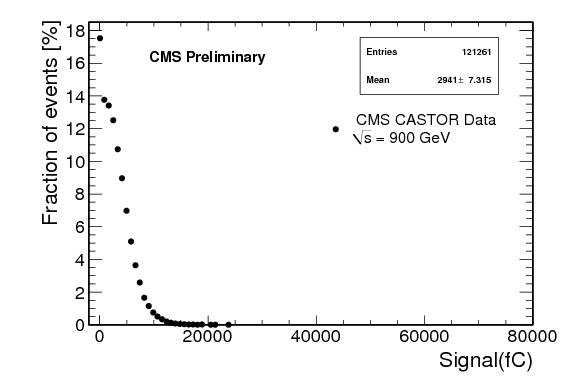 Fraction of events [%]
18
16
14
12
10
8
6
4
2
0
CMS Preliminary
Entries 121261
Mean 2941± 7.315
CMS CASTOR Data
√s = 900 GeV
0 20000 40000 60000 80000
Signal(fC)